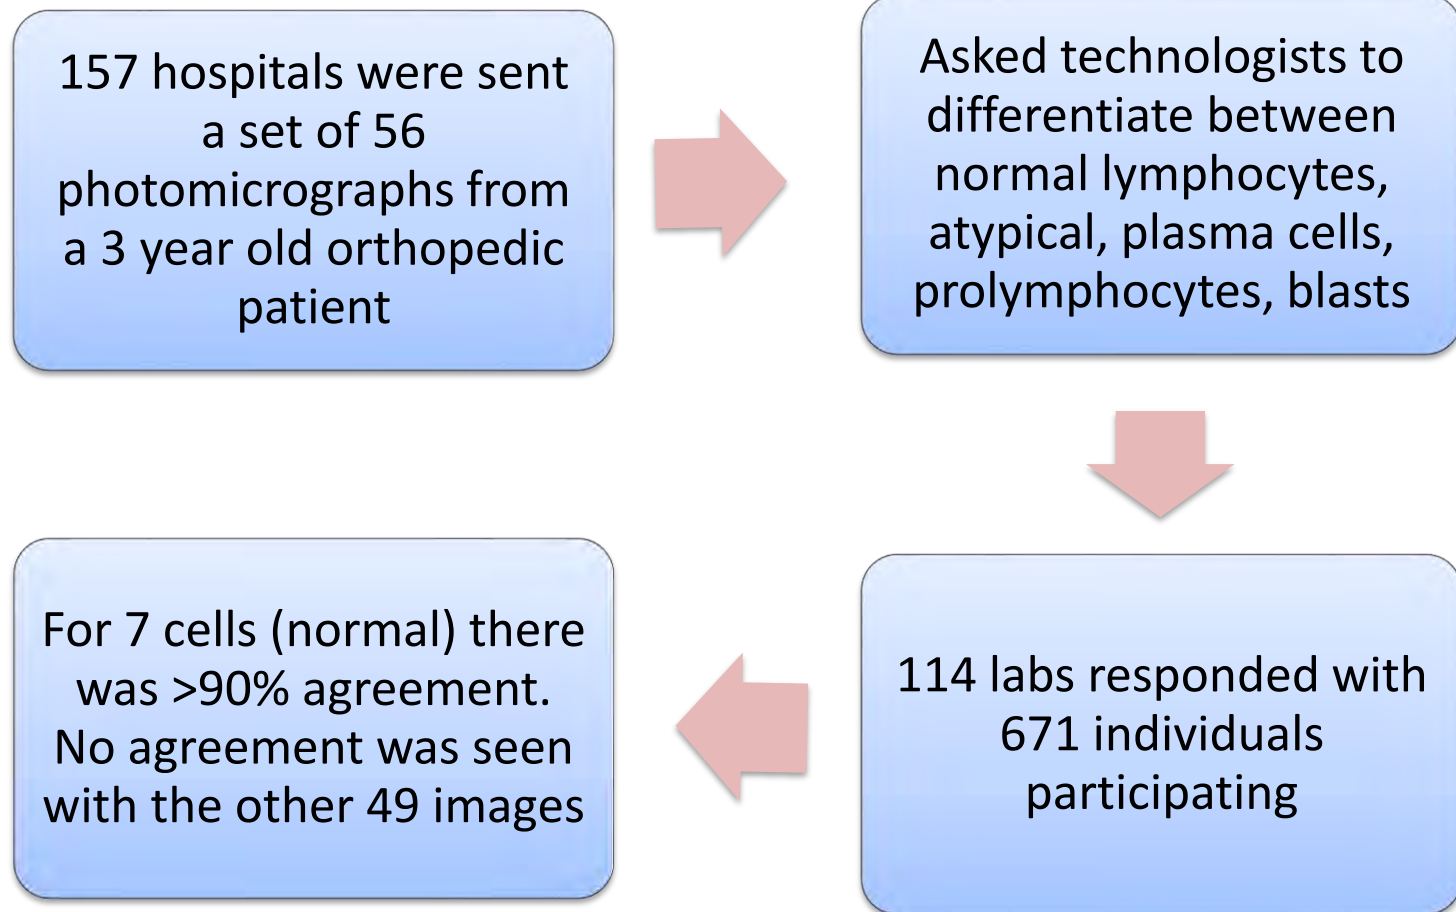 157 hospitals were sent
a set of 56
photomicrographs from
a 3 year old orthopedic
patient
Asked technologists to
differentiate between
normal lymphocytes,
atypical, plasma cells,
prolymphocytes, blasts
114 labs responded with
671 individuals
participating
For 7 cells (normal) there
was >90% agreement.
No agreement was seen
with the other 49 images